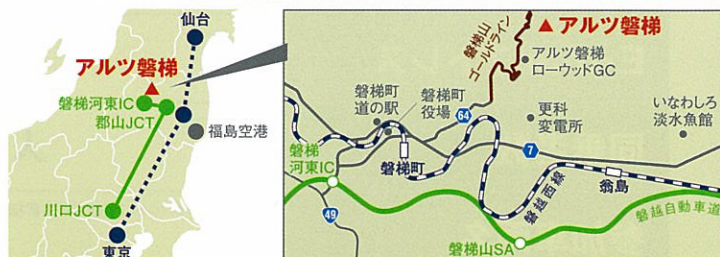 仙台
アルツ磐梯
磐梯河東IC
郡山JCT
福島空港
川口JCT
東京
アルツ磐梯
磐梯山
ゴールドライン
アルツ磐梯
ローウッドGC
磐梯町
道の駅
磐梯町
役場
64
更科
変電所
いなわしろ
淡水魚館
7
磐梯
河東IC
磐梯町
翁島
磐越西線
49
磐越自動車道
磐梯山SA